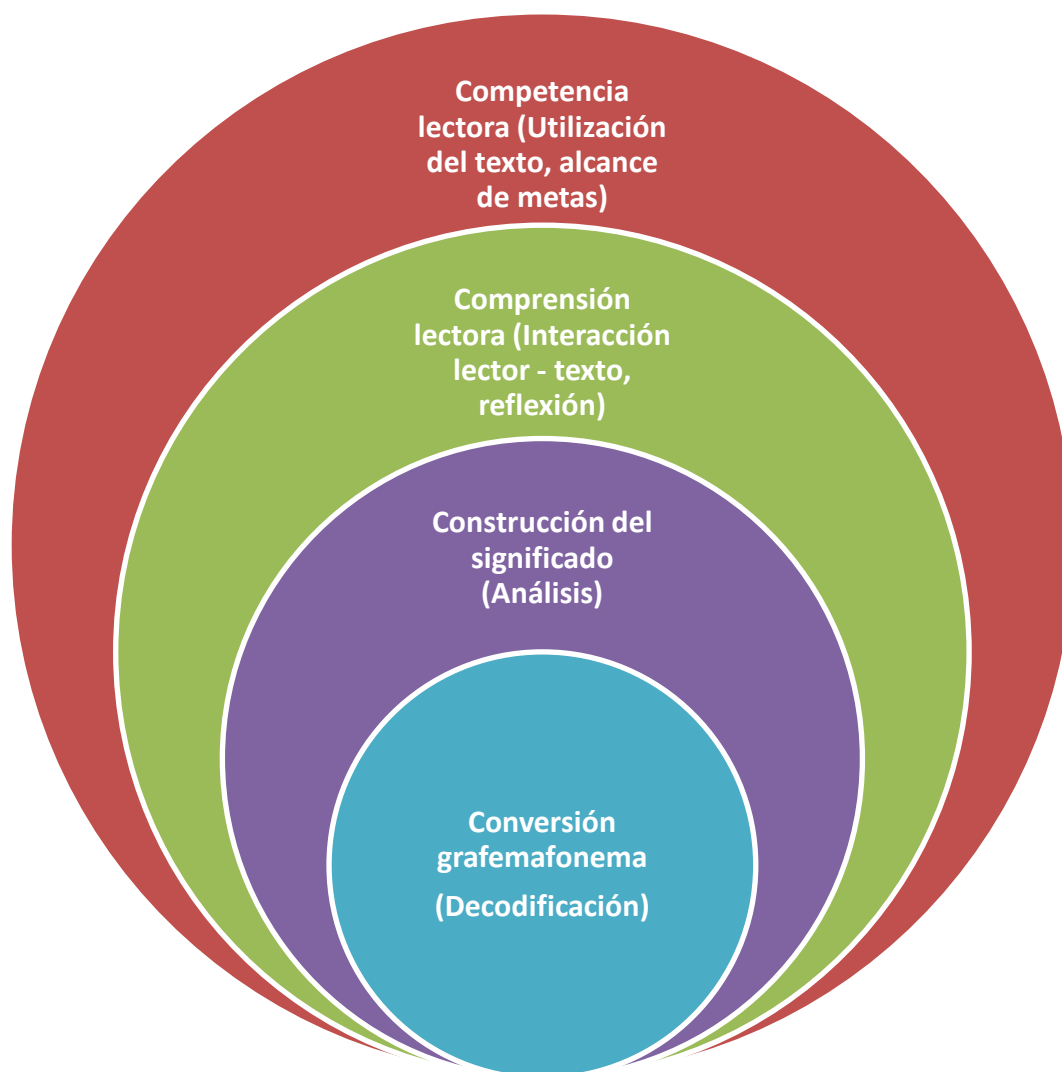 Competencia
lectora (Utilización
del texto, alcance
de metas)
Comprensión
lectora (Interacción
lector - texto,
reflexión)
Construcción del
significado
(Análisis)
Conversión
grafemafonema
(Decodificación)